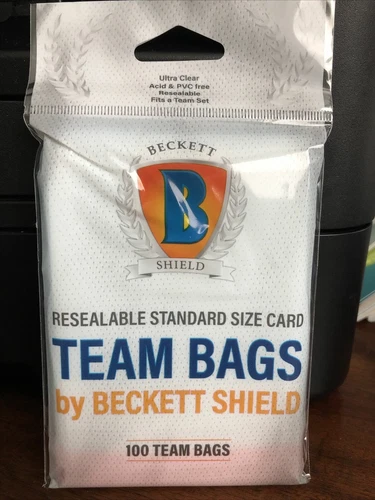 Ultra Clear
Acid & PVC free
Resealable
Fits a Team Set
BECKETT
B
SHIELD
RESEALABLE STANDARD SIZE CARD
TEAM BAGS
by BECKETT SHIELD
100 TEAM BAGS